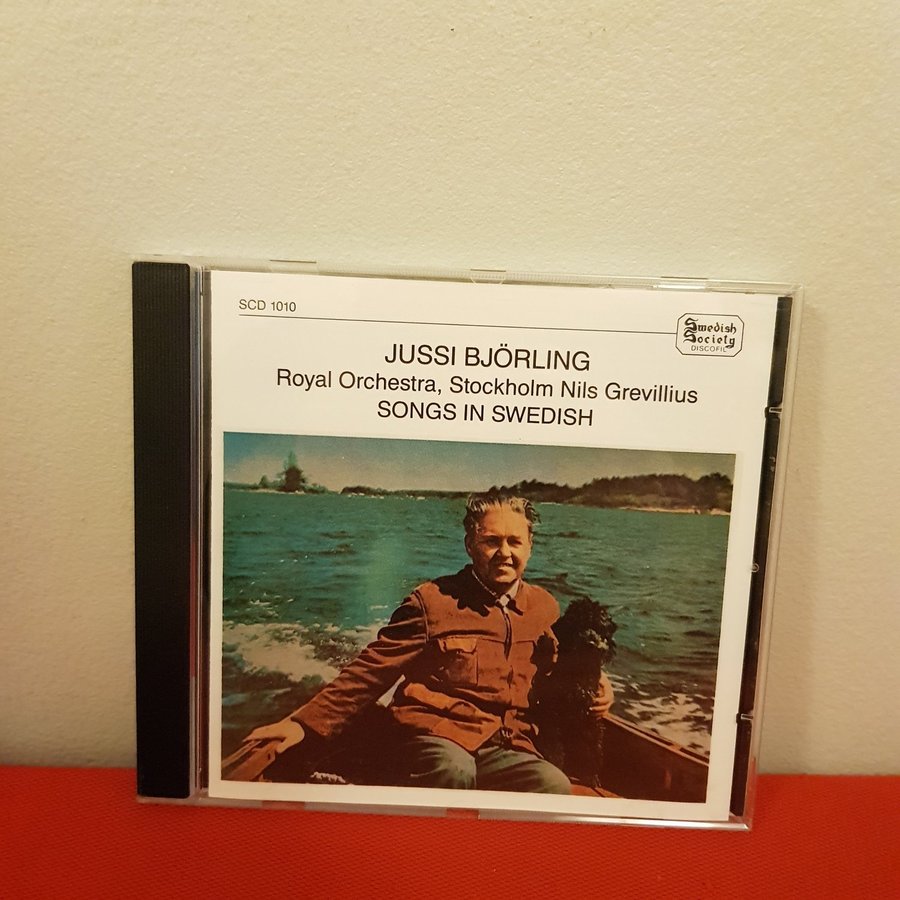 SCD 1010
Swedish
Society
DISCOFIL
JUSSI BJÖRLING
Royal Orchestra, Stockholm Nils Grevillius
SONGS IN SWEDISH